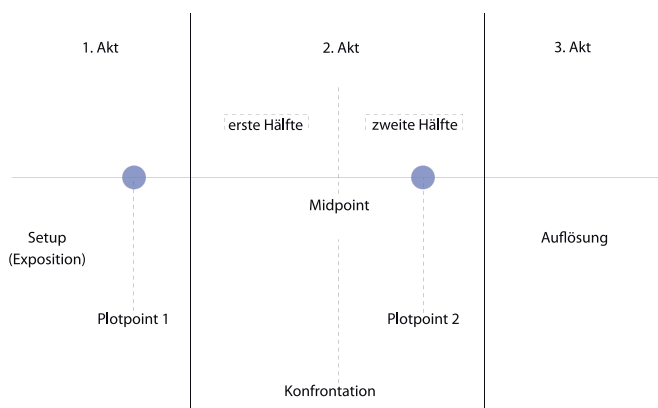 1. Akt
2. Akt
3. Akt
erste Hälfte
zweite Hälfte
Midpoint
Setup
(Exposition)
Auflösung
Plotpoint 1
Plotpoint 2
Konfrontation